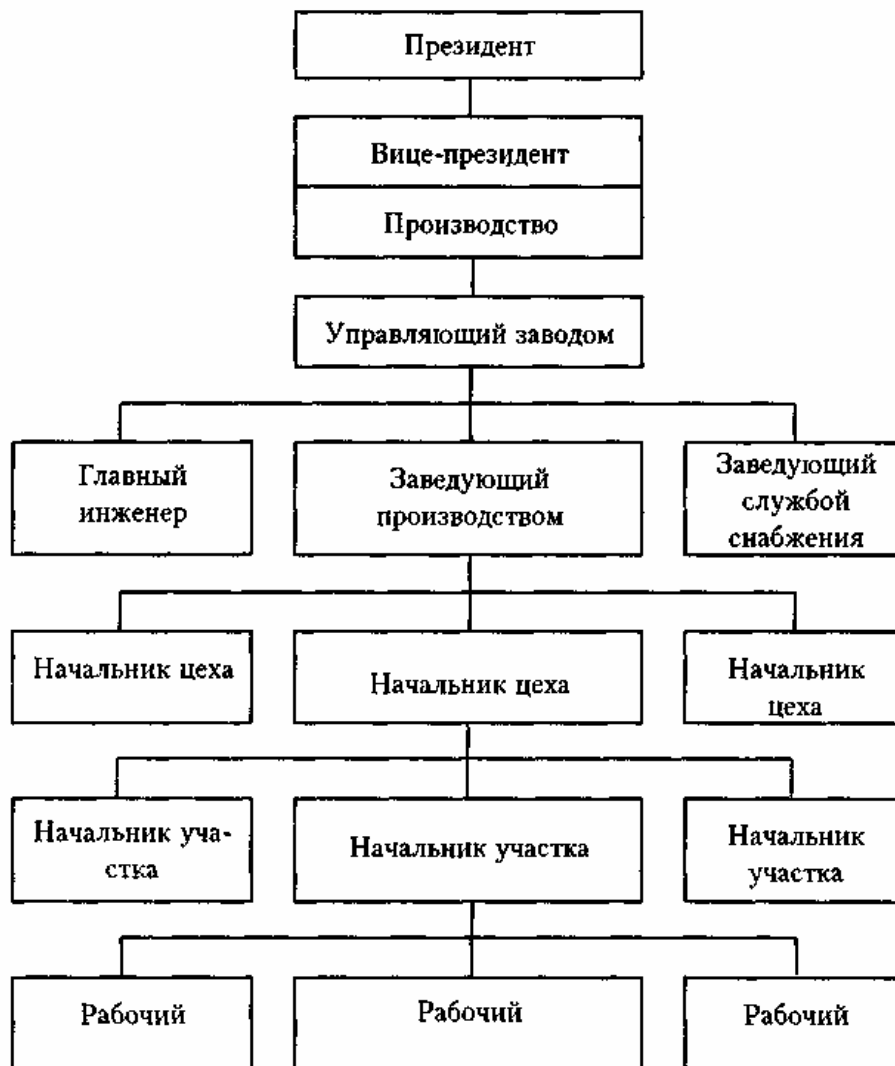 Президент
Вице-президент
Производство
Управляющий заводом
Главный
инженер
Заведующий
производством
Заведующий
службой
снабжения
Начальник цеха
Начальник цеха
Начальник
цеха
Начальник уча-
стка
Начальник участка
Начальник
участка
Рабочий
Рабочий
Рабочий